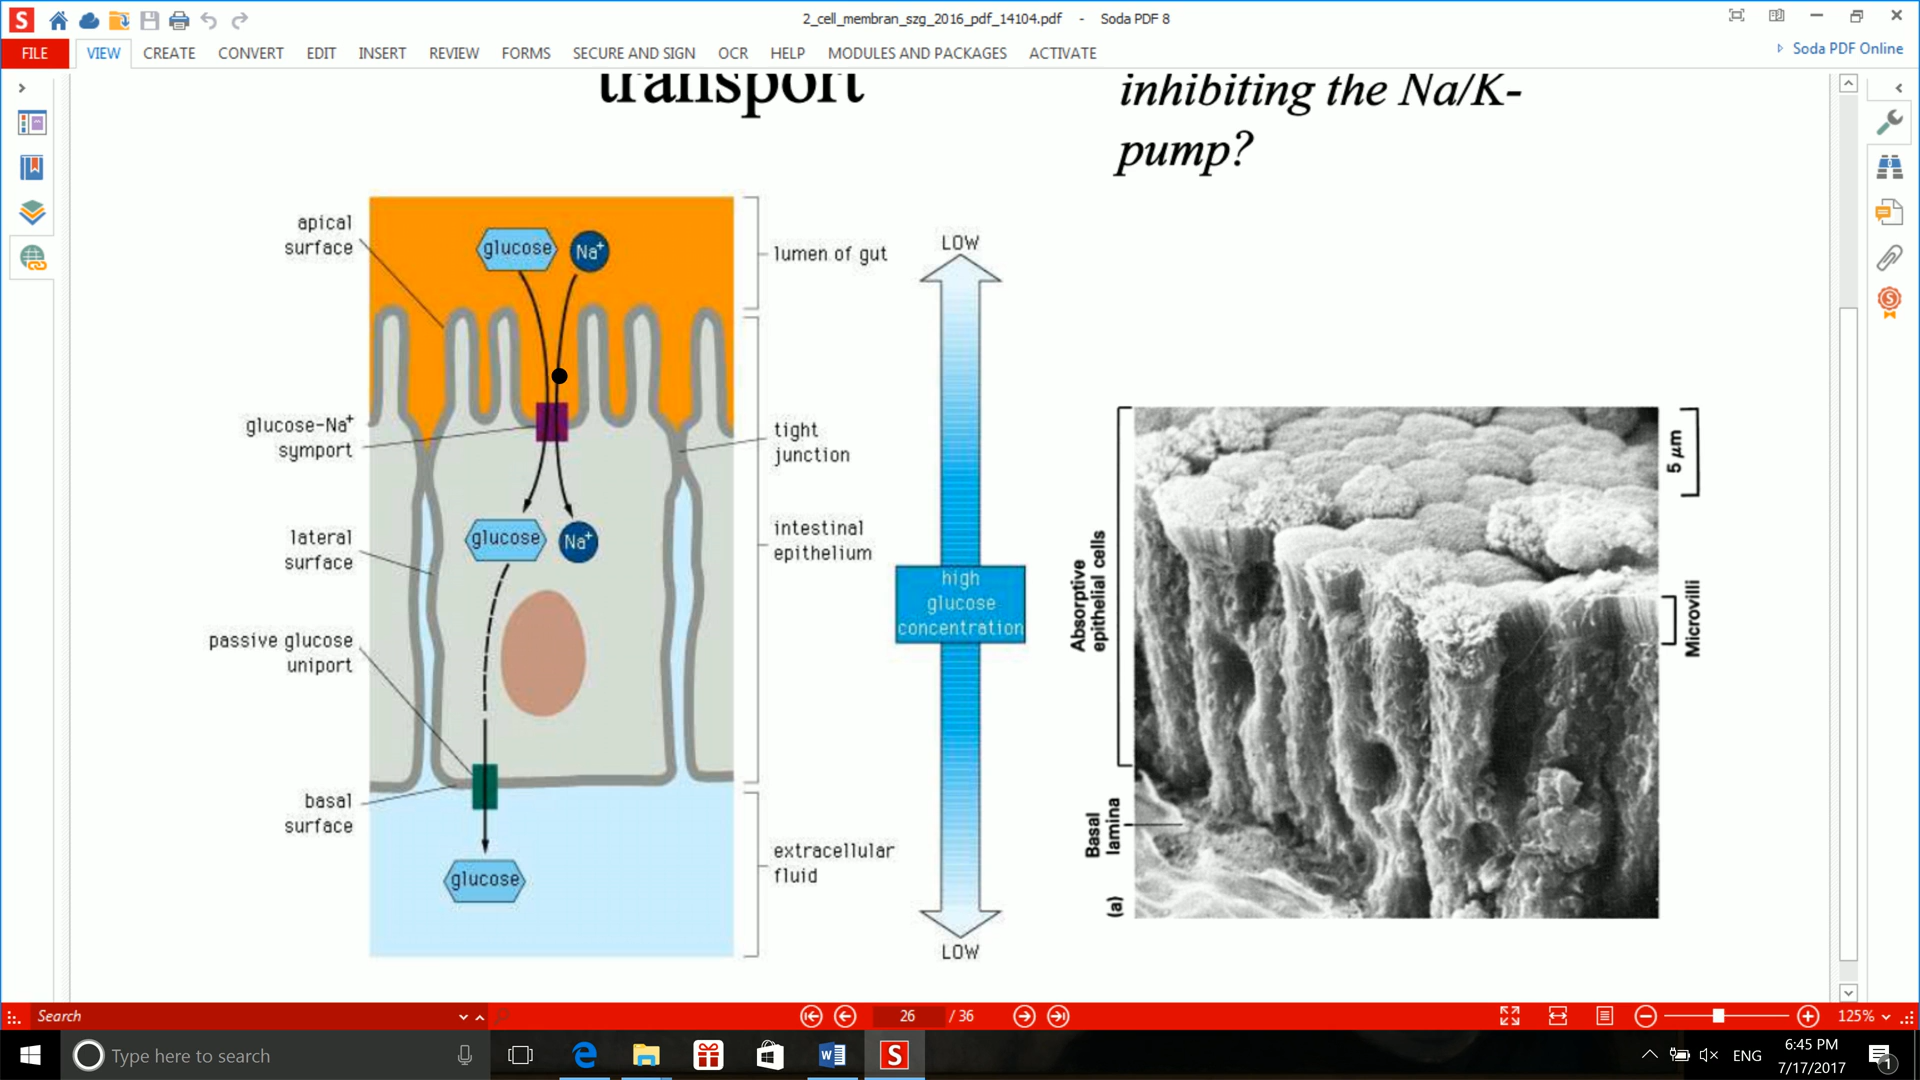 2_cell_membran_szg_2016_pdf_14104.pdf - Soda PDF 8
FILE VIEW CREATE CONVERT EDIT INSERT REVIEW FORMS SECURE AND SIGN OCR HELP MODULES AND PACKAGES ACTIVATE
Soda PDF Online
transport
inhibiting the Na/K-
pump?
apical
surface
glucose
Na+
lumen of gut
glucose-Na+
symport
tight
junction
lateral
surface
glucose
Na+
intestinal
epithelium
passive glucose
uniport
basal
surface
extracellular
fluid
glucose
LOW
high
glucose
concentration
LOW
Absorptive
epithelial cells
5 μm
Microvilli
Basal
lamina
(a)
Search
26 / 36
125%
Type here to search
ENG
6:45 PM
7/17/2017
1